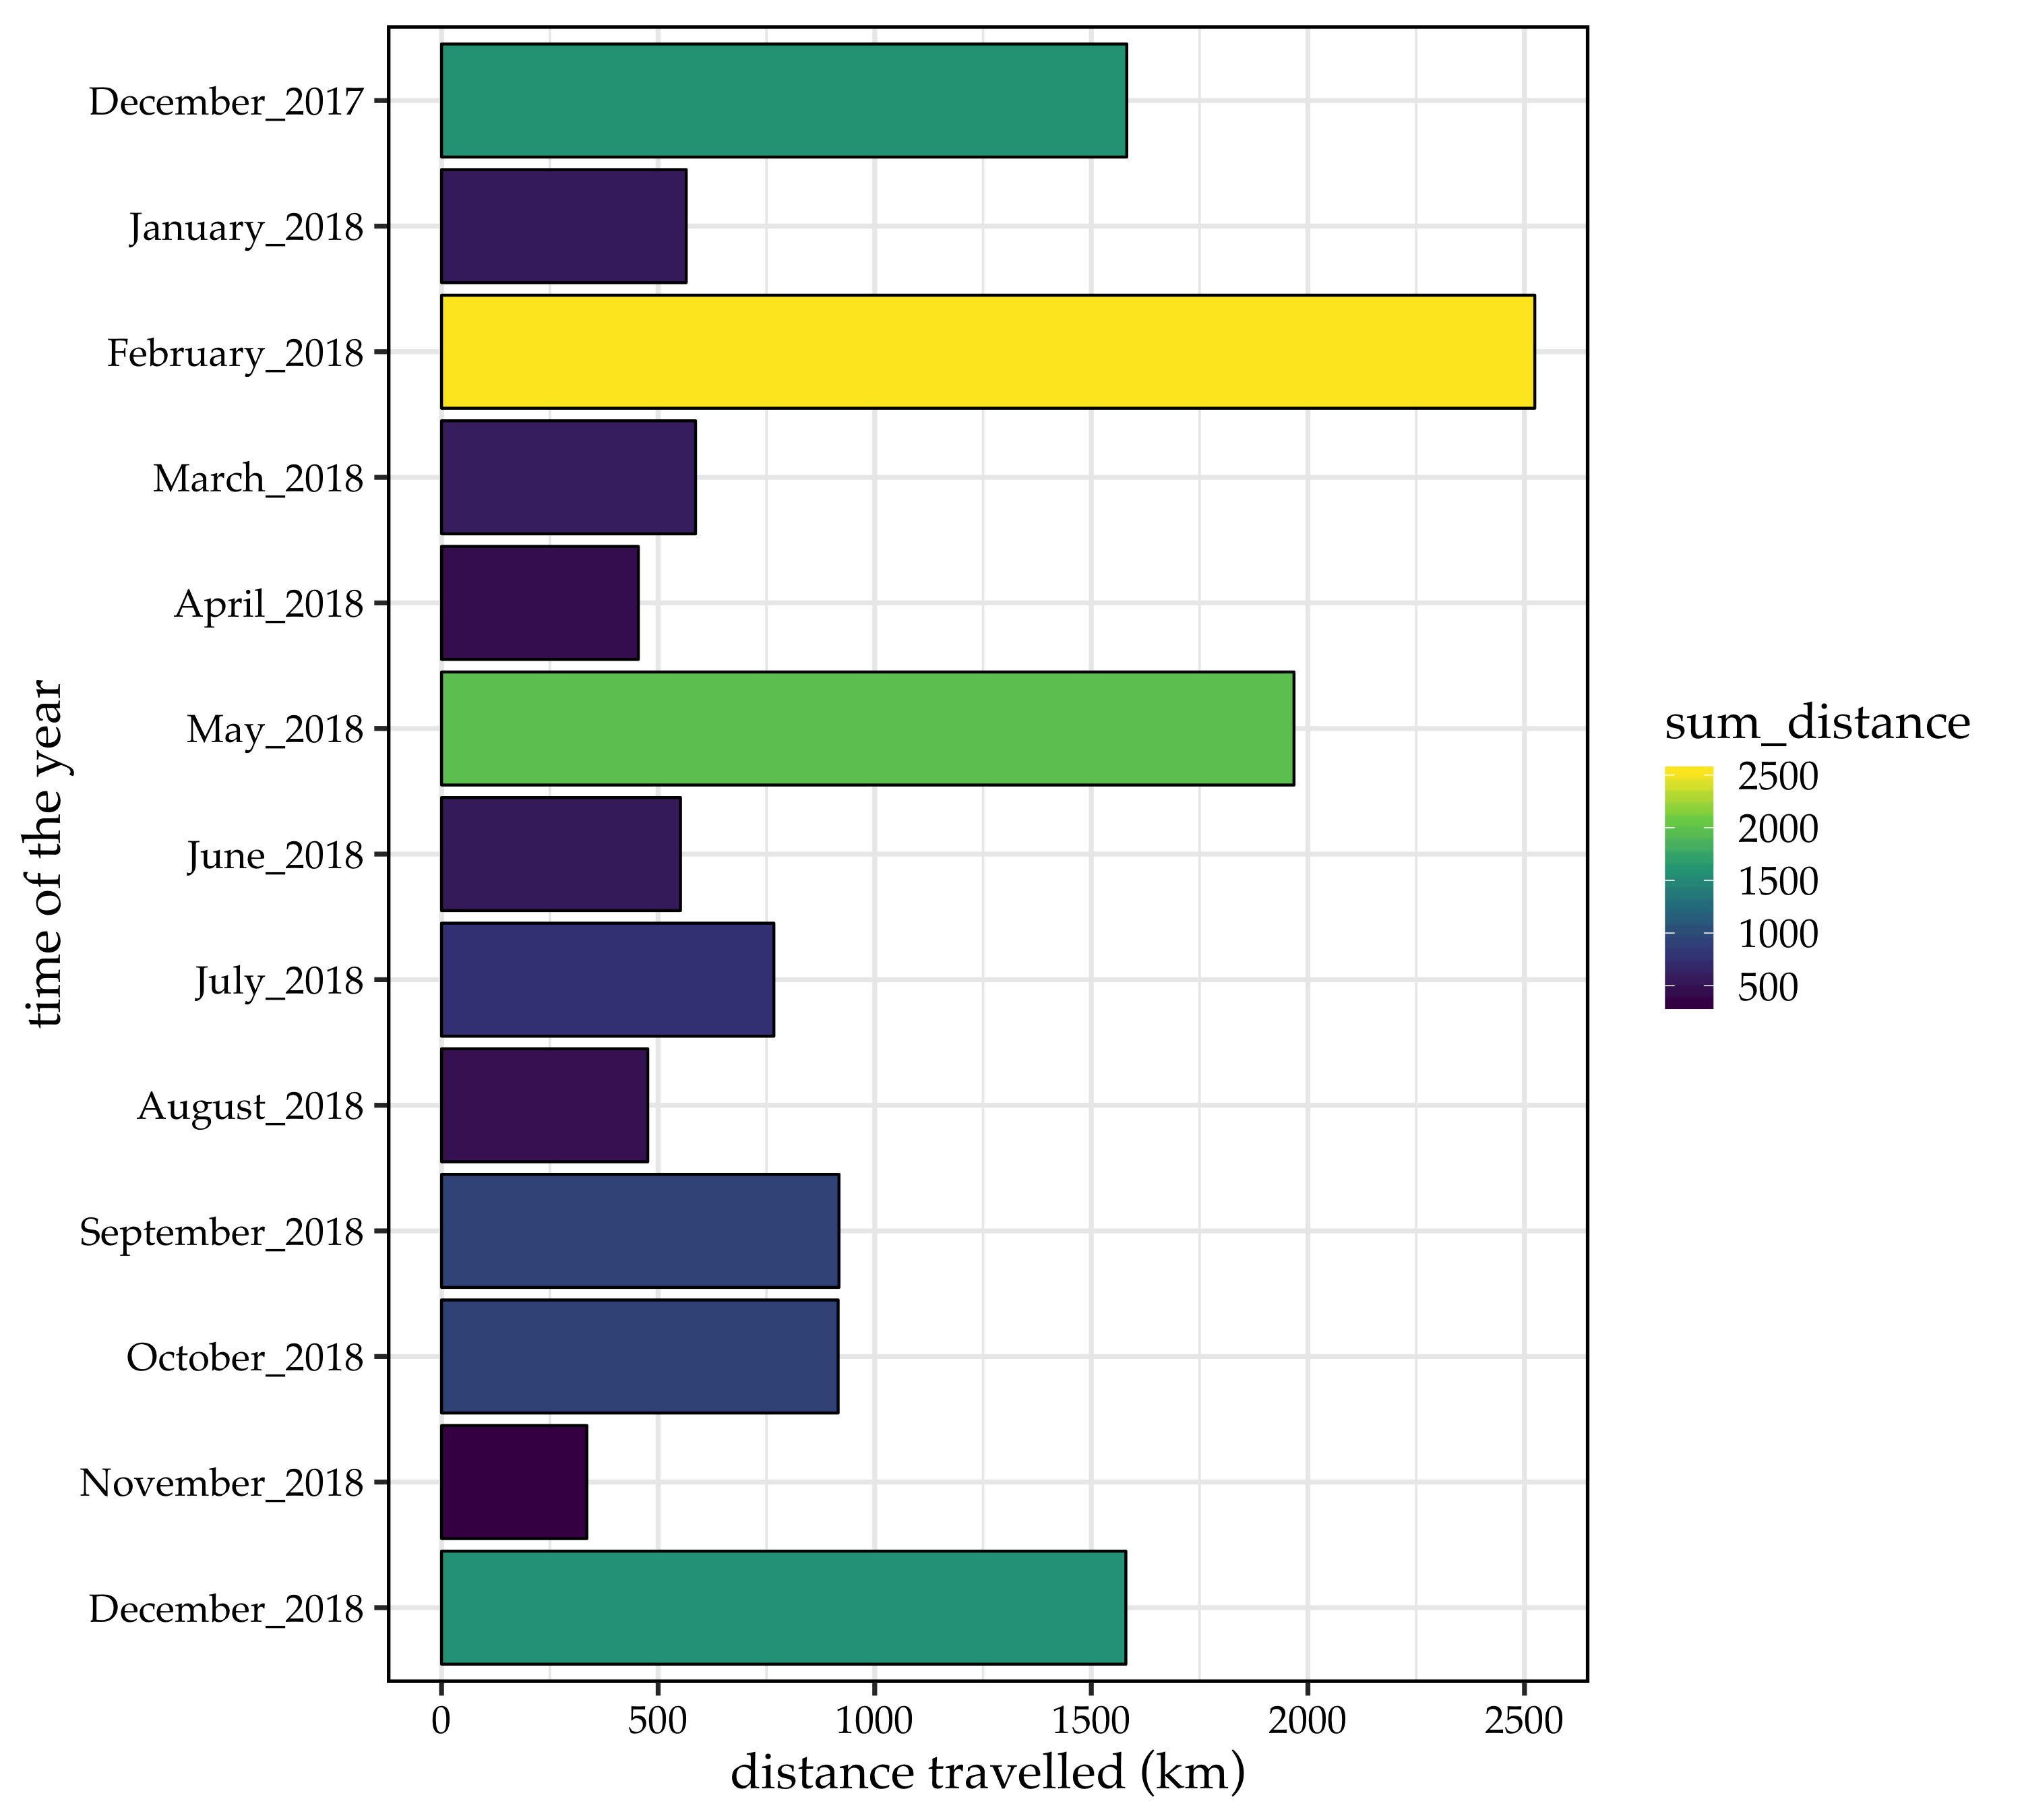 December_2017
January_2018
February_2018
March_2018
April_2018
May_2018
June_2018
July_2018
August_2018
September_2018
October_2018
November_2018
December_2018
time of the year
0 500 1000 1500 2000 2500
distance travelled (km)
sum_distance
2500
2000
1500
1000
500